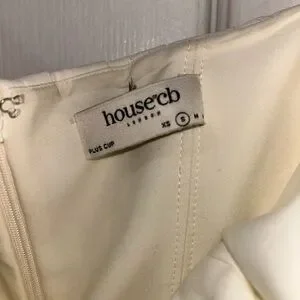 house of cb
LONDON
XS S M
PLUS CUP